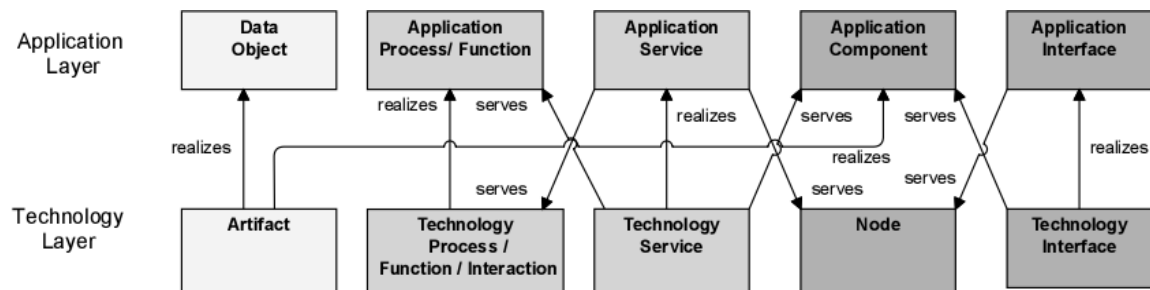 Application
Layer
Data
Object
Application
Process/ Function
Application
Service
Application
Component
Application
Interface
realizes
serves
realizes
serves
serves
realizes
realizes
realizes
serves
serves
serves
Technology
Layer
Artifact
Technology
Process /
Function / Interaction
Technology
Service
Node
Technology
Interface